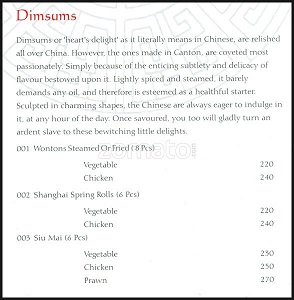 Dimsums
Dimsums or 'heart's delight' as it literally means in Chinese, are relished
all over China. However, the ones made in Canton, are coveted most
passionately. Simply because of the enticing subtlety and delicacy of
flavour bestowed upon it. Lightly spiced and steamed, it barely
demands any oil, and therefore is esteemed as a healthful starter.
Sculpted in charming shapes, the Chinese are always eager to indulge in
it, at any hour of the day. Once savoured, you too will gladly turn an
ardent slave to these bewitching little delights.
001 Wontons Steamed Or Fried (8 Pcs)
zomato
Vegetable 220
Chicken 240
002 Shanghai Spring Rolls (6 Pcs)
Vegetable 220
Chicken 240
003 Siu Mai (6 Pcs)
Vegetable 230
Chicken 250
Prawn 270